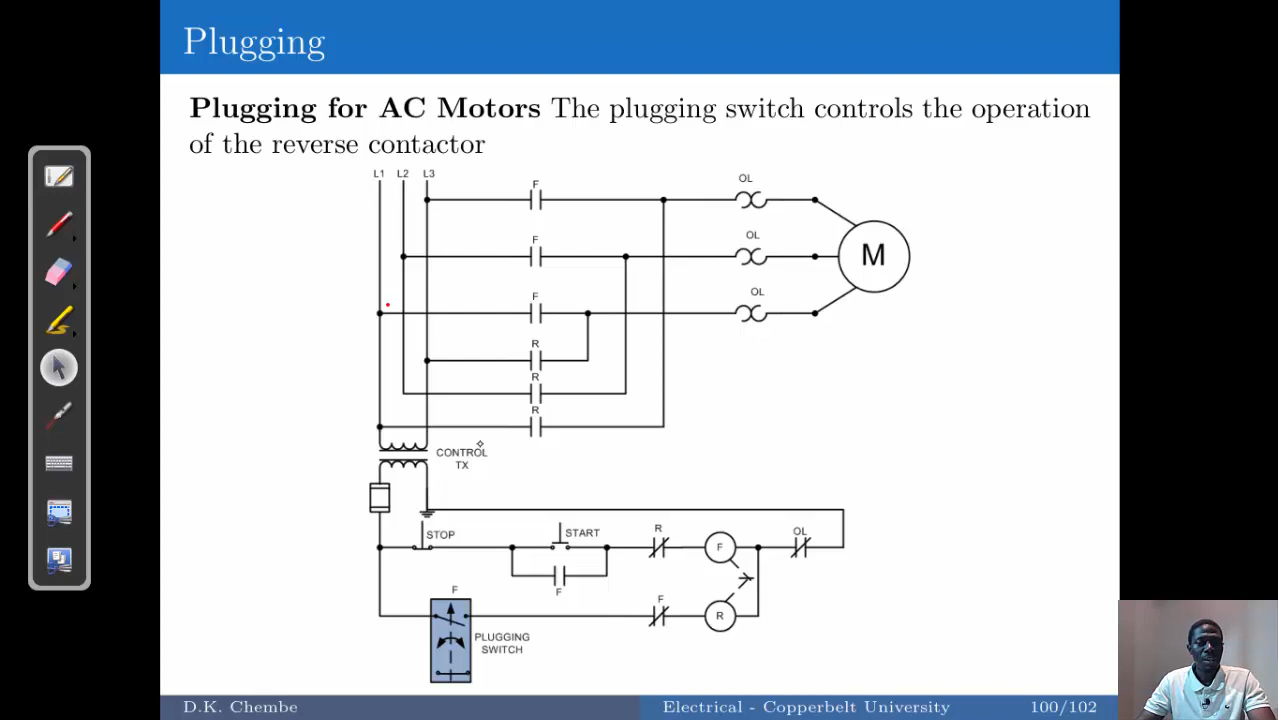 Plugging
Plugging for AC Motors The plugging switch controls the operation
of the reverse contactor
L1 L2 L3
F
OL
F
OL
M
F
OL
R
R
R
CONTROL
TX
STOP
START
R
F
OL
F
F
F
R
PLUGGING
SWITCH
D.K. Chembe
Electrical - Copperbelt University
100/102